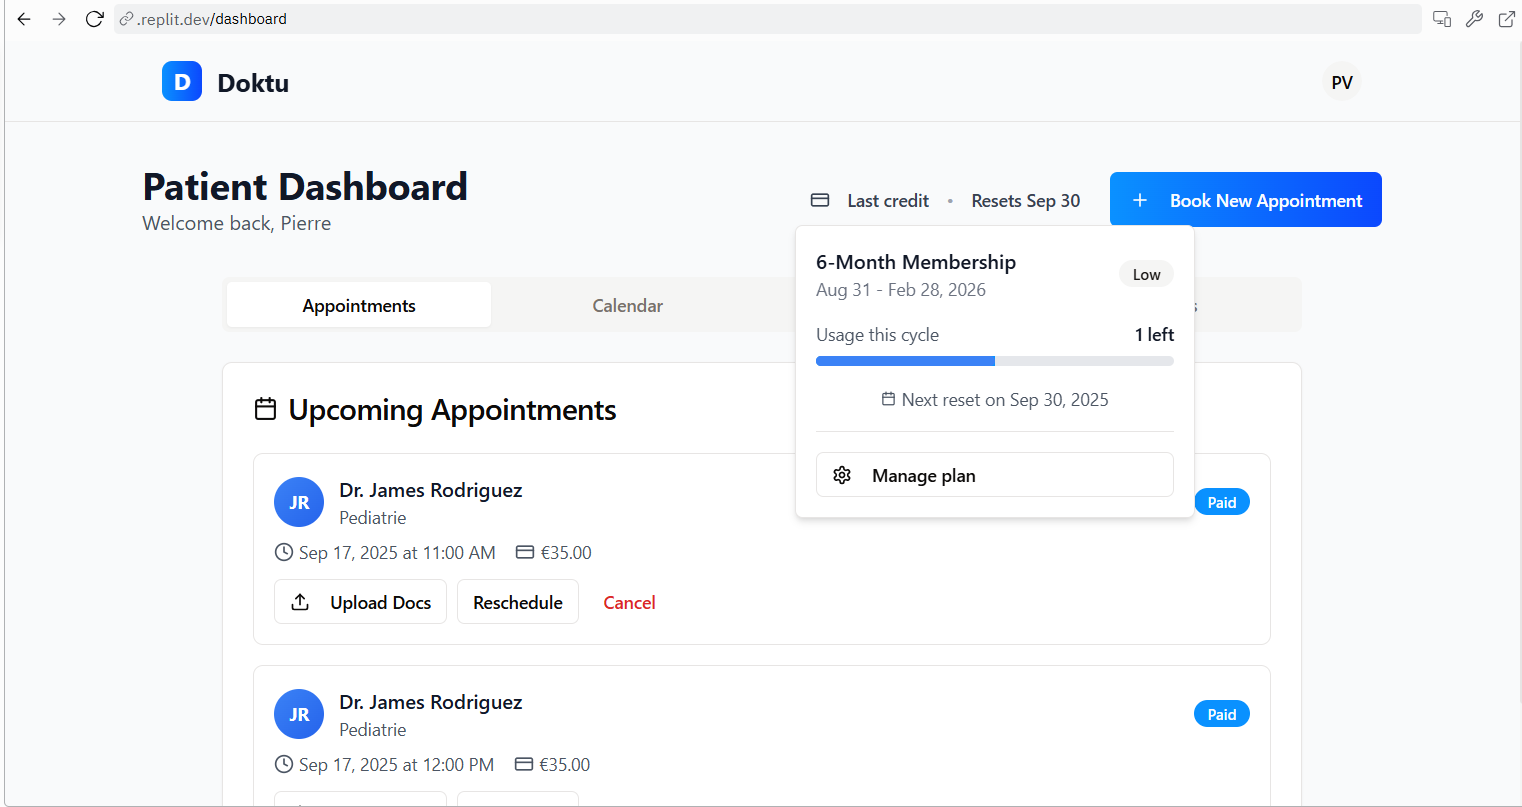 .replit.dev/dashboard
D Doktu
PV
Patient Dashboard
Welcome back, Pierre
Last credit • Resets Sep 30
+ Book New Appointment
6-Month Membership
Low
Aug 31 - Feb 28, 2026
Usage this cycle
1 left
Next reset on Sep 30, 2025
Manage plan
Appointments
Calendar
s
Upcoming Appointments
JR
Dr. James Rodriguez
Pediatrie
Paid
Sep 17, 2025 at 11:00 AM €35.00
Upload Docs
Reschedule
Cancel
JR
Dr. James Rodriguez
Pediatrie
Paid
Sep 17, 2025 at 12:00 PM €35.00